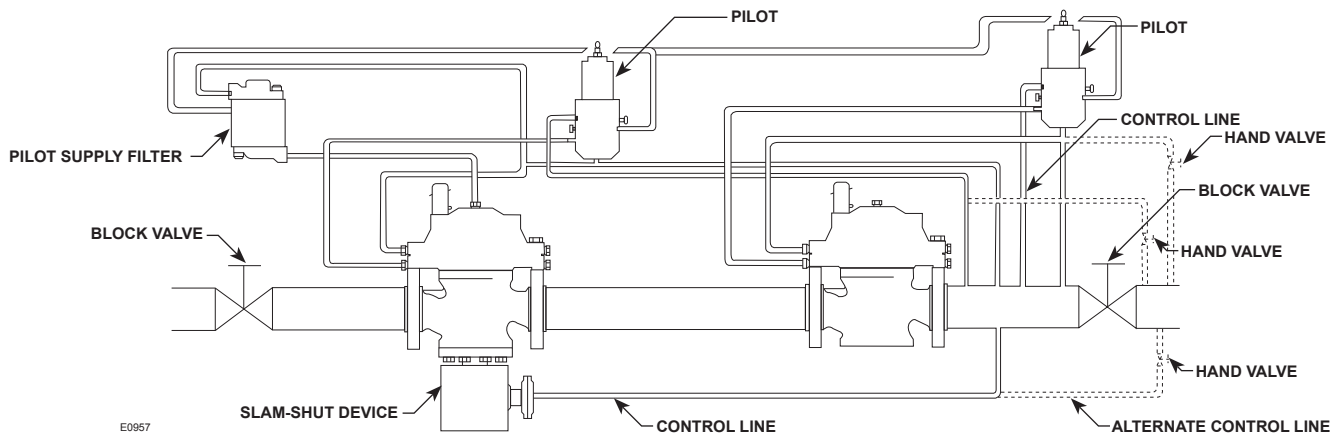 PILOT
PILOT
PILOT SUPPLY FILTER
CONTROL LINE
HAND VALVE
BLOCK VALVE
BLOCK VALVE
HAND VALVE
HAND VALVE
SLAM-SHUT DEVICE
CONTROL LINE
ALTERNATE CONTROL LINE
E0957